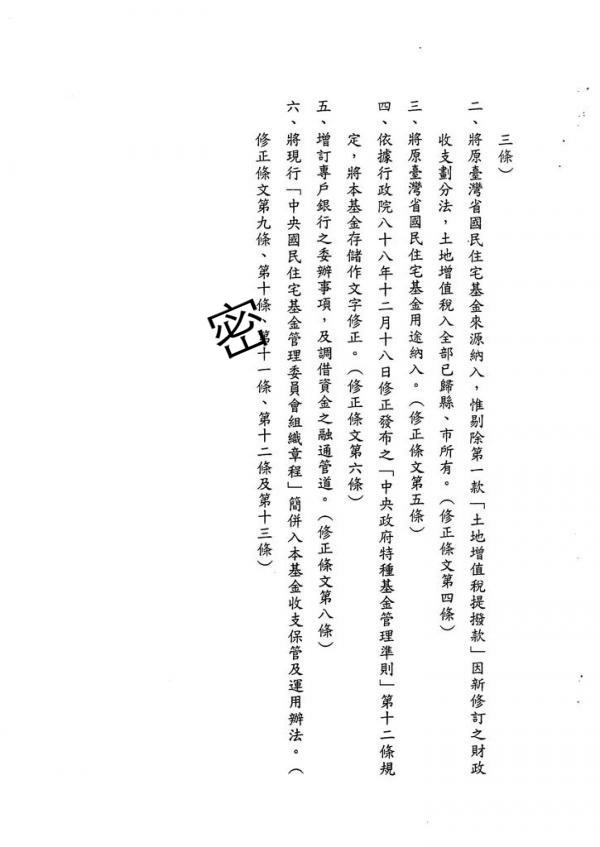 三條）
二、將原臺灣省國民住宅基金來源納入，惟剔除第一款「土地增值稅提撥款」因新修訂之財政
收支劃分法，土地增值稅入全部已歸縣、市所有。（修正條文第四條）
三、將原臺灣省國民住宅基金用途納入。（修正條文第五條）
四、依據行政院八十八年十二月十八日修正發布之「中央政府特種基金管理準則」第十二條規
定，將本基金存儲作文字修正。（修正條文第六條）
五、增訂專戶銀行之委辦事項，及調借資金之融通管道。（修正條文第八條）
六、將現行「中央國民住宅基金管理委員會組織章程」簡併入本基金收支保管及運用辦法。（
修正條文第九條、第十條、第十一條、第十二條及第十三條）
密